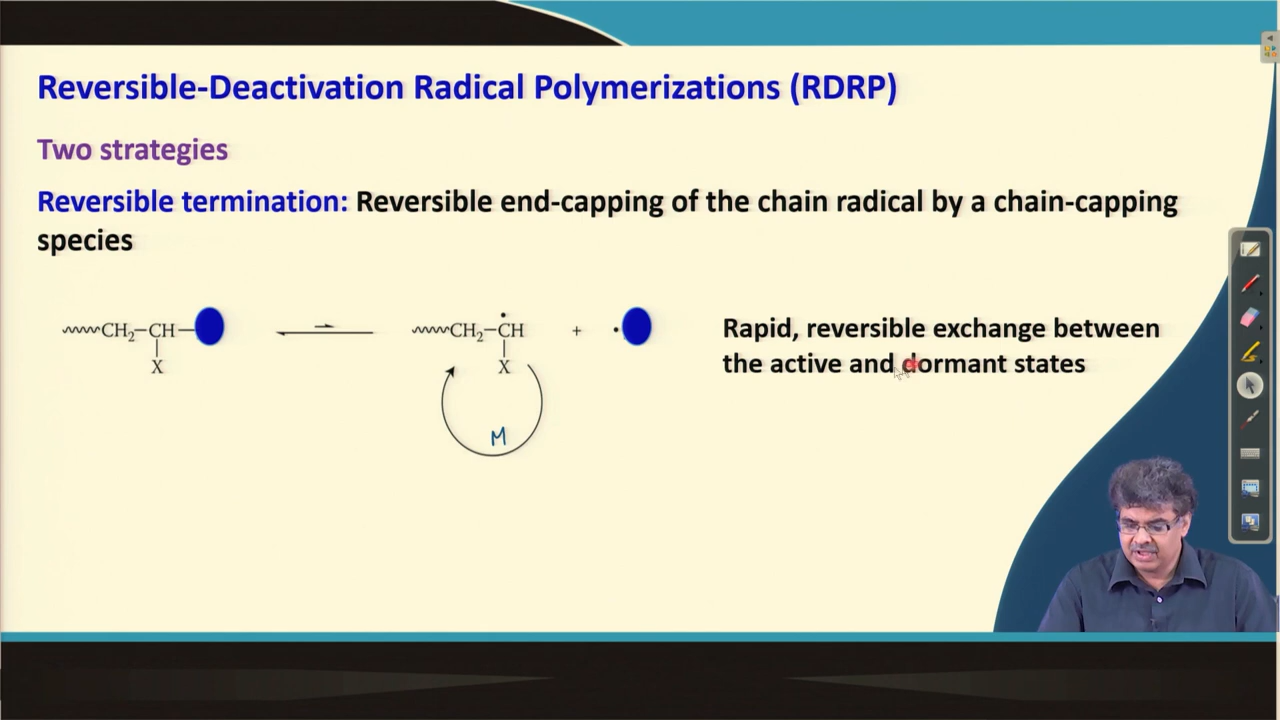 Reversible-Deactivation Radical Polymerizations (RDRP)
Two strategies
Reversible termination: Reversible end-capping of the chain radical by a chain-capping
species
CH₂–CH–
X
CH₂–ĊH
X
+
·
M
Rapid, reversible exchange between
the active and dormant states